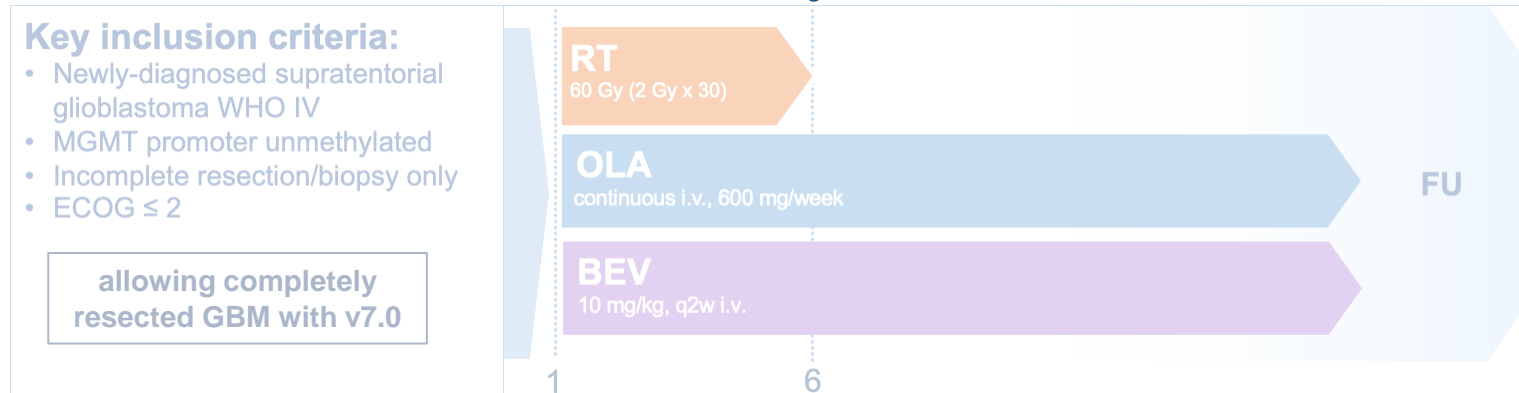 Key inclusion criteria:
• Newly-diagnosed supratentorial
glioblastoma WHO IV
• MGMT promoter unmethylated
• Incomplete resection/biopsy only
• ECOG ≤ 2
allowing completely
resected GBM with v7.0
RT
60 Gy (2 Gy x 30)
OLA
continuous i.v., 600 mg/week
BEV
10 mg/kg, q2w i.v.
FU
1
6